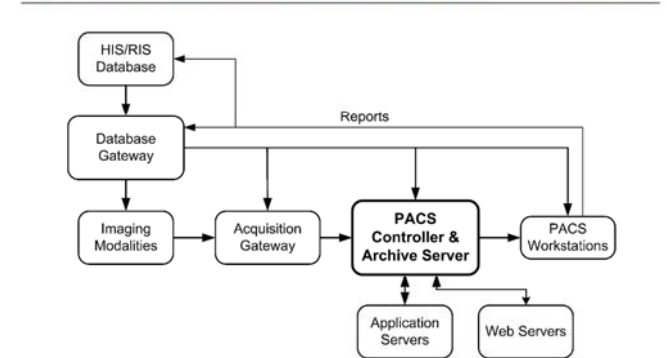 HIS/RIS
Database
Reports
Database
Gateway
Imaging
Modalities
Acquisition
Gateway
PACS
Controller &
Archive Server
PACS
Workstations
Application
Servers
Web Servers